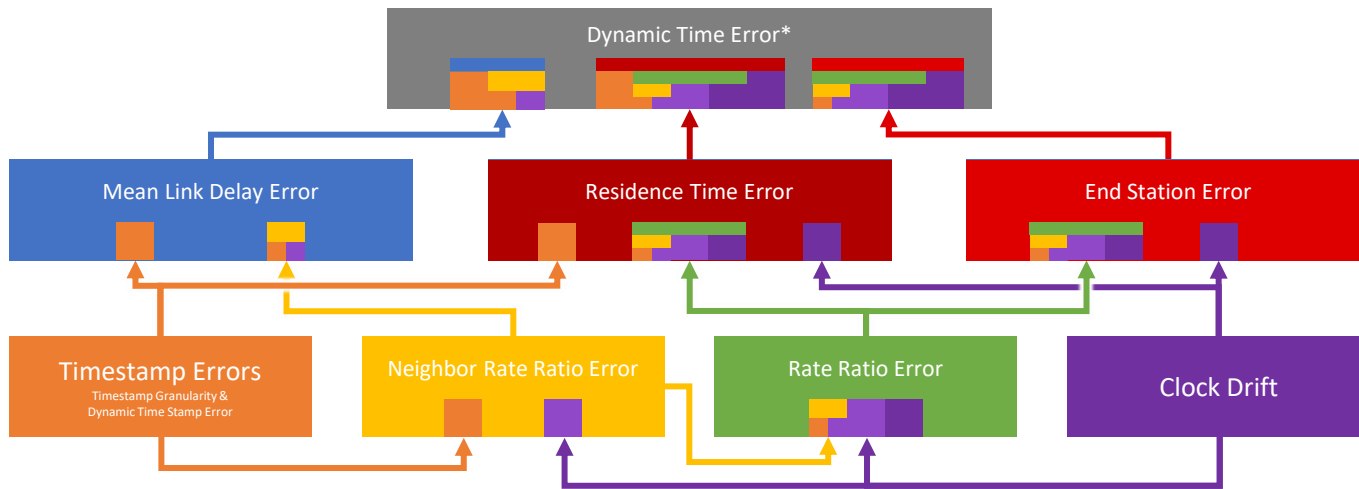 Dynamic Time Error*
Mean Link Delay Error
Residence Time Error
End Station Error
Timestamp Errors
Timestamp Granularity &
Dynamic Time Stamp Error
Neighbor Rate Ratio Error
Rate Ratio Error
Clock Drift